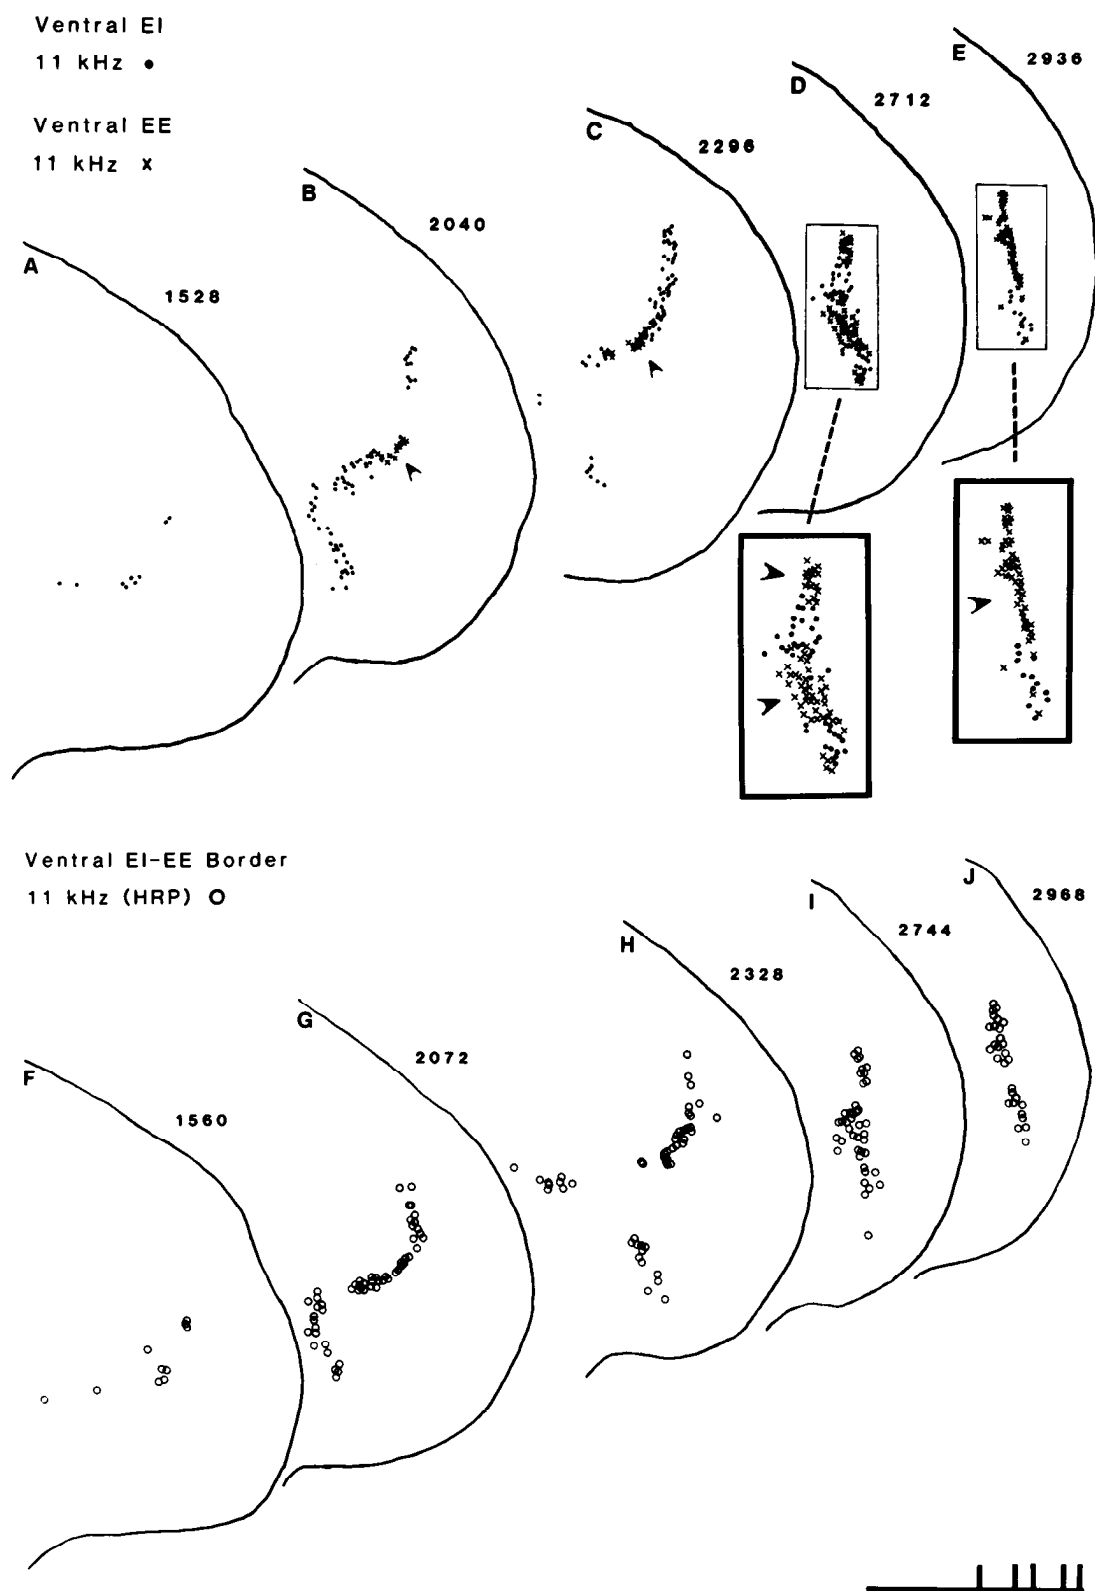 Ventral EI
11 kHz ●
Ventral EE
11 kHz x
A
1528
B
2040
C
2296
D
2712
E
2936
Ventral EI-EE Border
11 kHz (HRP) O
F
1560
G
2072
H
2328
I
2744
J
2968